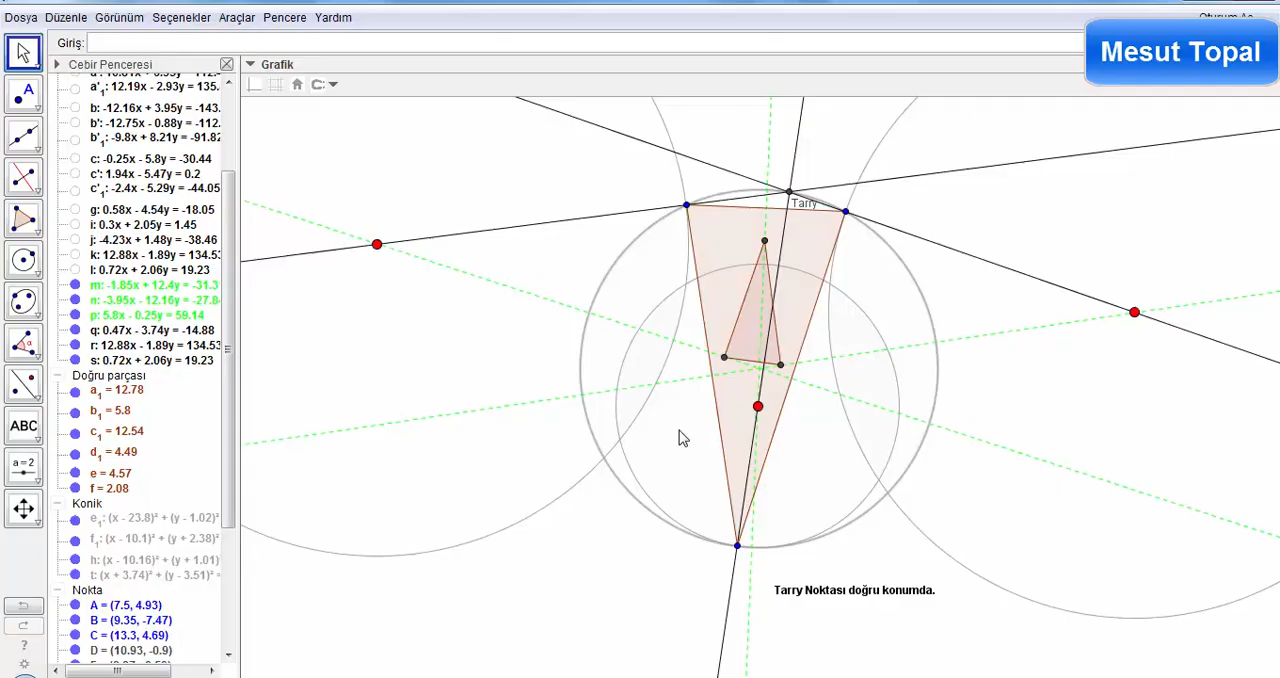 Dosya Düzenle Görünüm Seçenekler Araçlar Pencere Yardım
Mesut Topal
Giriş:
Cebir Penceresi
Grafik
a'₁: 12.19x - 2.93y = 135.
b: -12.16x + 3.95y = -143.
b': -12.75x - 0.88y = -112.
b'₁: -9.8x + 8.21y = -91.82
c: -0.25x - 5.8y = -30.44
c': 1.94x - 5.47y = 0.2
c'₁: -2.4x - 5.29y = -44.05
g: 0.58x - 4.54y = -18.05
i: 0.3x + 2.05y = 1.45
j: -4.23x + 1.48y = -38.46
k: 12.88x - 1.89y = 134.53
l: 0.72x + 2.06y = 19.23
m: -1.85x + 12.4y = -31.3
n: -3.95x - 12.16y = -27.8
p: 5.8x - 0.25y = 59.14
q: 0.47x - 3.74y = -14.88
r: 12.88x - 1.89y = 134.53
s: 0.72x + 2.06y = 19.23
Doğru parçası
a₁ = 12.78
b₁ = 5.8
c₁ = 12.54
d₁ = 4.49
e = 4.57
f = 2.08
Konik
e₁: (x - 23.8)² + (y - 1.02)²
f₁: (x - 10.1)² + (y + 2.38)²
h: (x - 10.16)² + (y + 1.01)
t: (x + 3.74)² + (y - 3.51)² =
Nokta
A = (7.5, 4.93)
B = (9.35, -7.47)
C = (13.3, 4.69)
D = (10.93, -0.9)
ABC
a=2
Tarry
Tarry Noktası doğru konumda.